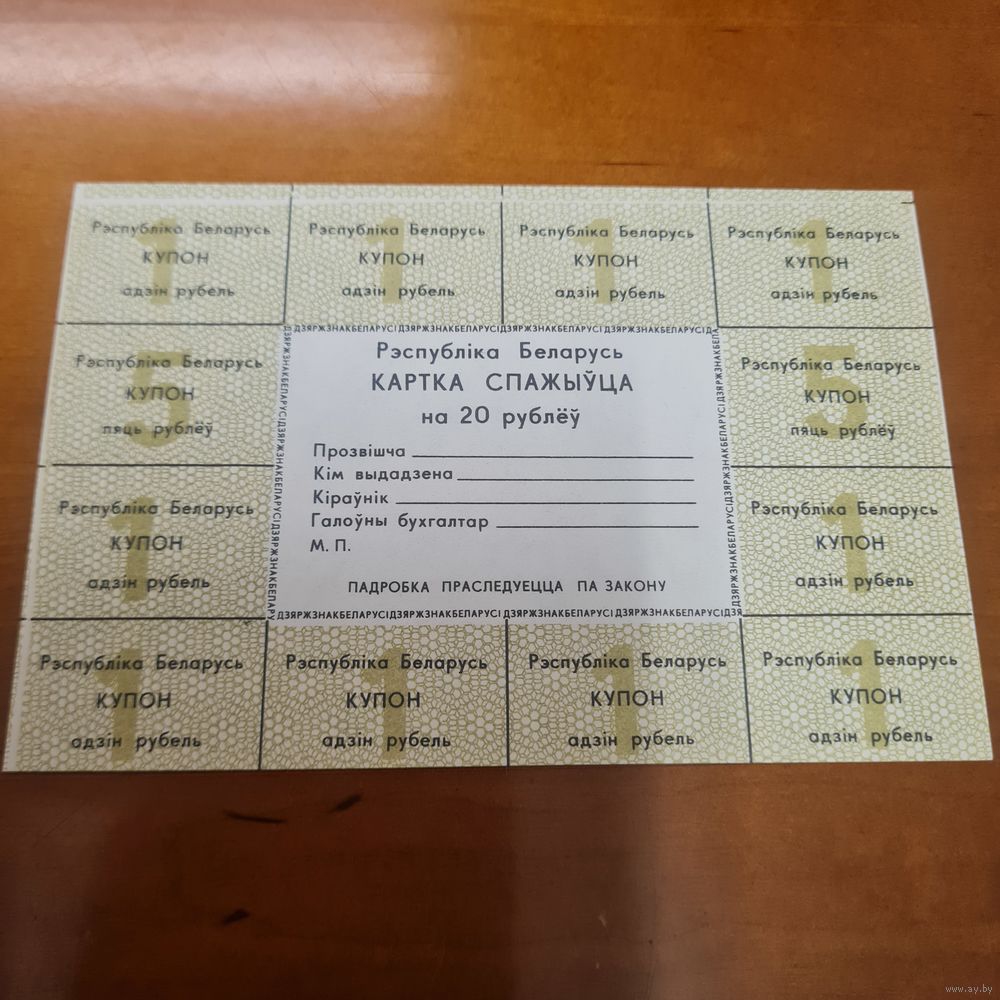 Рэспубліка Беларусь
КУПОН
адзін рубель
Рэспубліка Беларусь
КУПОН
адзін рубель
Рэспубліка Беларусь
КУПОН
адзін рубель
Рэспубліка Беларусь
КУПОН
адзін рубель
Рэспубліка Беларусь
КУПОН
пяць рублёў
ДЗЯРЖЗНАКБЕЛАРУСІДЗЯРЖЗНАКБЕЛАРУСІДЗЯРЖЗНАКБЕЛАРУСІДЗЯРЖЗНАКБЕЛАРУСІ
Рэспубліка Беларусь
КАРТКА СПАЖЫЎЦА
на 20 рублёў
Прозвішча
Кім выдадзена
Кіраўнік
Галоўны бухгалтар
М. П.
ПАДРОБКА ПРАСЛЕДУЕЦЦА ПА ЗАКОНУ
ДЗЯРЖЗНАКБЕЛАРУСІДЗЯРЖЗНАКБЕЛАРУСІДЗЯРЖЗНАКБЕЛАРУСІДЗЯРЖЗНАКБЕЛАРУСІ
Рэспубліка Беларусь
КУПОН
пяць рублёў
Рэспубліка Беларусь
КУПОН
адзін рубель
Рэспубліка Беларусь
КУПОН
адзін рубель
Рэспубліка Беларусь
КУПОН
адзін рубель
Рэспубліка Беларусь
КУПОН
адзін рубель
Рэспубліка Беларусь
КУПОН
адзін рубель
Рэспубліка Беларусь
КУПОН
адзін рубель
www.ay.by